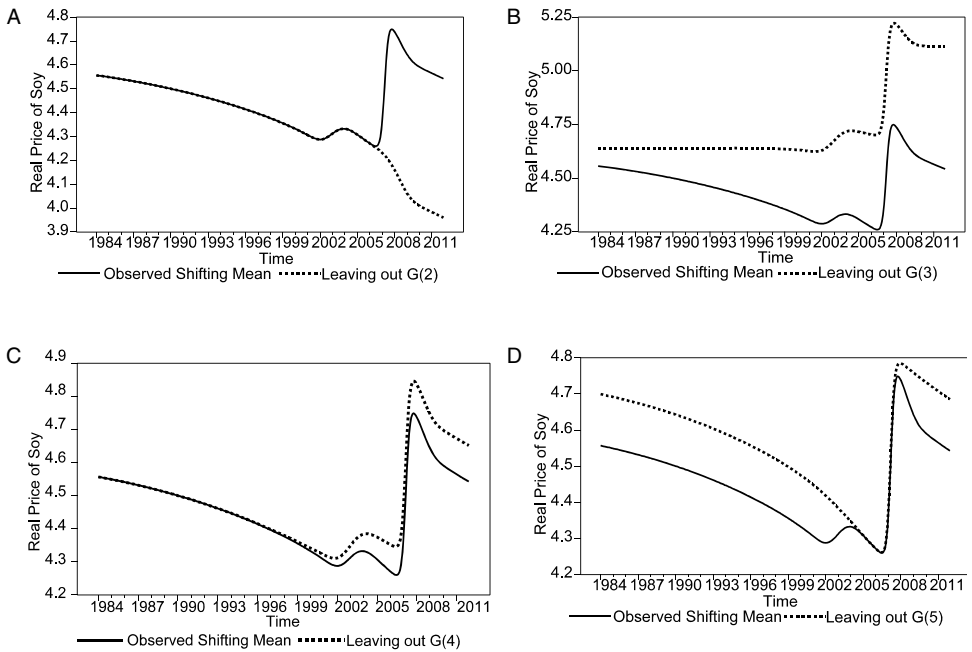 A
4.8
4.7
4.6
4.5
4.4
4.3
4.2
4.1
4.0
3.9
Real Price of Soy
1984 1987 1990 1993 1996 1999 2002 2005 2008 2011
Time
Observed Shifting Mean Leaving out G(2)
B
5.25
5.00
4.75
4.50
4.25
Real Price of Soy
1984 1987 1990 1993 1996 1999 2002 2005 2008 2011
Time
Observed Shifting Mean Leaving out G(3)
C
4.9
4.8
4.7
4.6
4.5
4.4
4.3
4.2
Real Price of Soy
1984 1987 1990 1993 1996 1999 2002 2005 2008 2011
Time
Observed Shifting Mean Leaving out G(4)
D
4.8
4.7
4.6
4.5
4.4
4.3
4.2
Real Price of Soy
1984 1987 1990 1993 1996 1999 2002 2005 2008 2011
Time
Observed Shifting Mean Leaving out G(5)